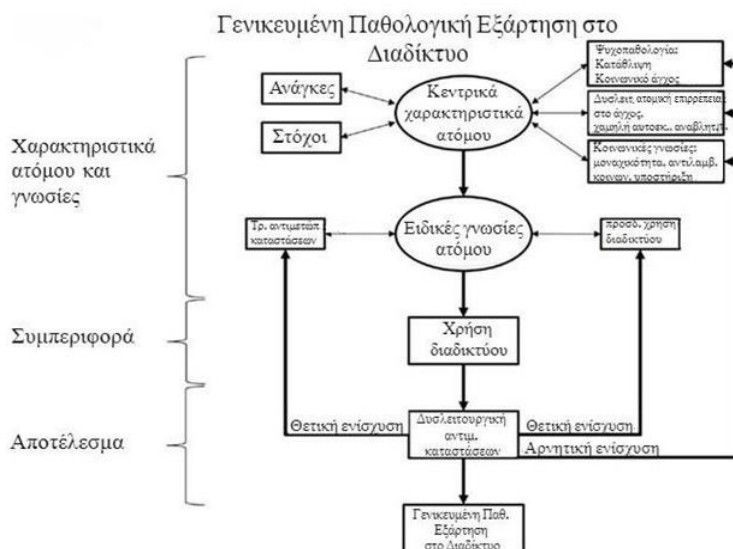 Γενικευμένη Παθολογική Εξάρτηση στο
Διαδίκτυο
Χαρακτηριστικά
ατόμου και
γνωσίες
Ανάγκες
Στόχοι
Κεντρικά
χαρακτηριστικά
ατόμου
Ψυχοπαθολογία:
Κατάθλιψη
Κοινωνικό άγχος
Δυσλειτ. ατομική επιρρέπεια:
στο άγχος,
χαμηλή αυτοεκ., αναβλητ/τ.
Κοινωνικές γνωσίες:
μοναχικότητα, αντιλαμβ.
κοινων. υποστήριξη
Τρ. αντιμετώπ
καταστάσεων
Ειδικές γνωσίες
ατόμου
προσδ. χρήση
διαδικτύου
Συμπεριφορά
Χρήση
διαδικτύου
Αποτέλεσμα
Θετική ενίσχυση
Δυσλειτουργική
αντιμ.
καταστάσεων
Θετική ενίσχυση
Αρνητική ενίσχυση
Γενικευμένη Παθ.
Εξάρτηση
στο Διαδίκτυο